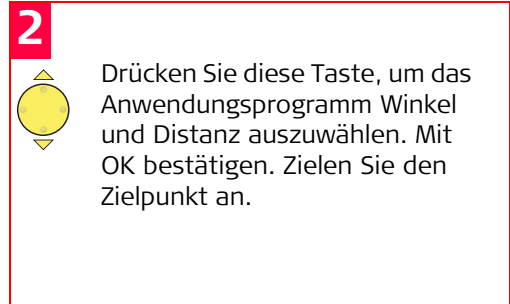 2
Drücken Sie diese Taste, um das
Anwendungsprogramm Winkel
und Distanz auszuwählen. Mit
OK bestätigen. Zielen Sie den
Zielpunkt an.